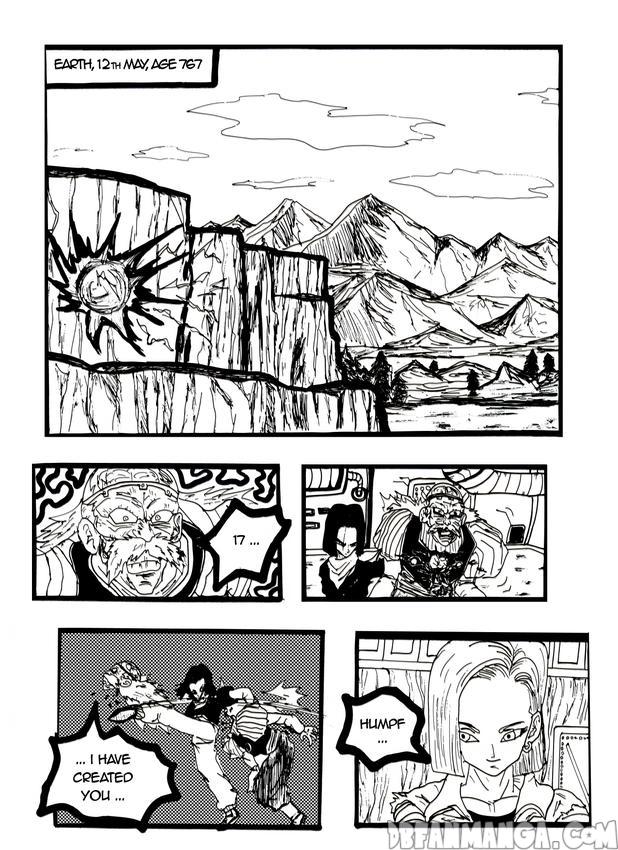 EARTH, 12TH MAY, AGE 767
17 ...
... I HAVE
CREATED
YOU ...
HUMPF
...
DBFANMANGA.COM